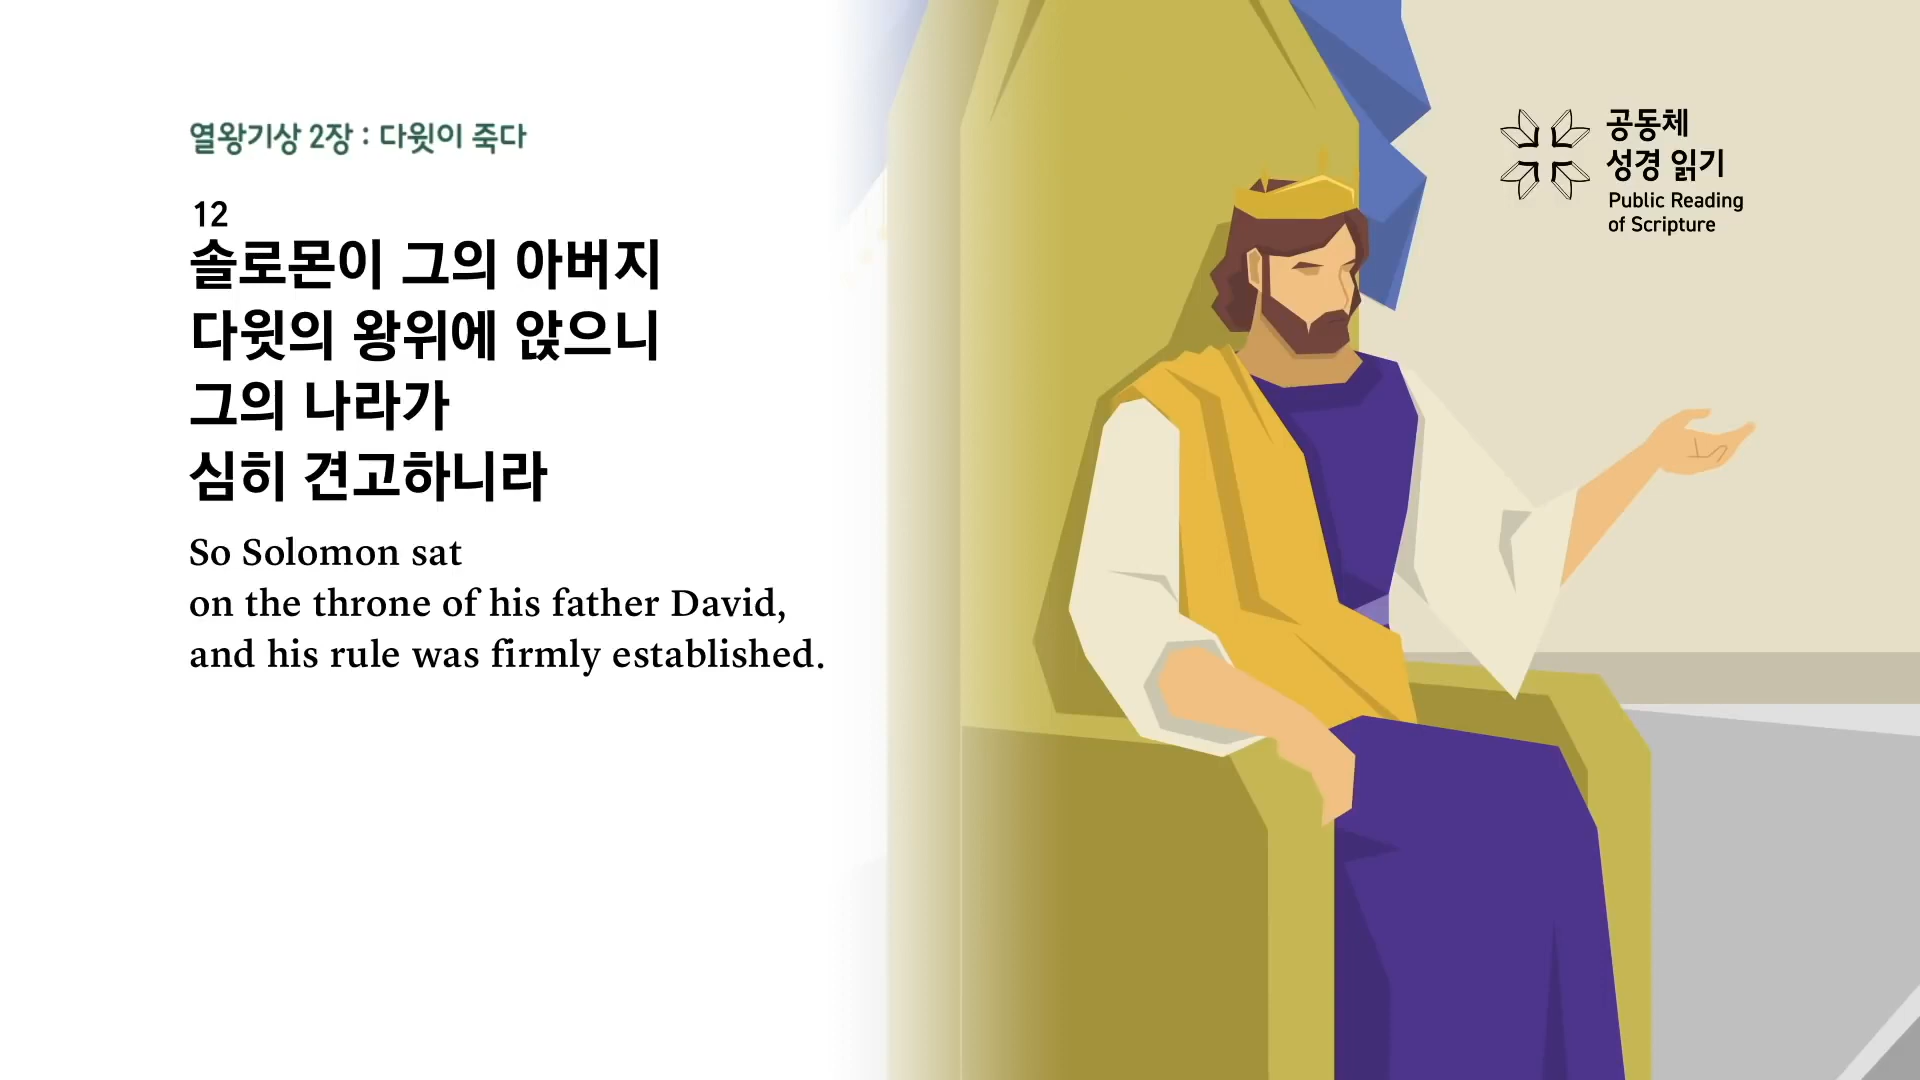 열왕기상 2장 : 다윗이 죽다
12
솔로몬이 그의 아버지
다윗의 왕위에 앉으니
그의 나라가
심히 견고하니라
So Solomon sat
on the throne of his father David,
and his rule was firmly established.
공동체
성경 읽기
Public Reading
of Scripture